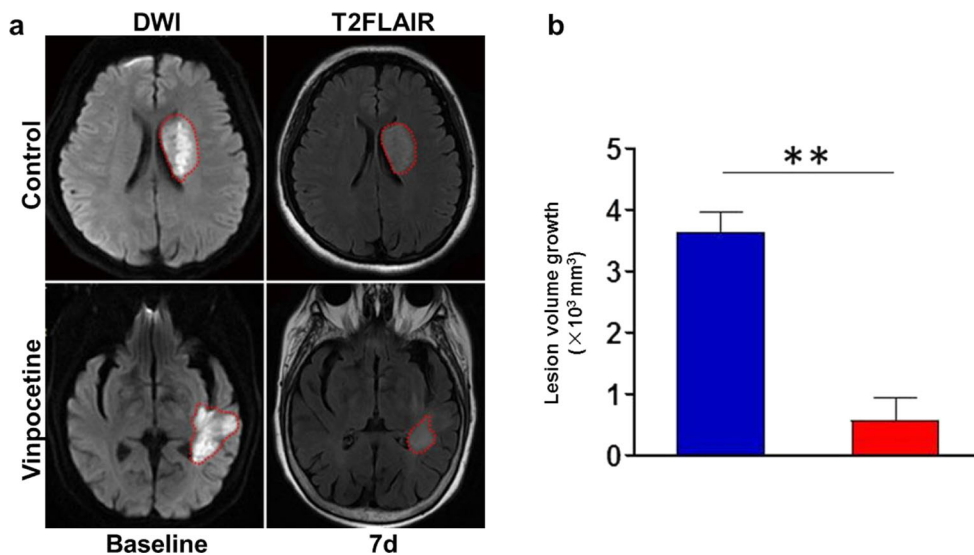 a
DWI
T2FLAIR
Control
Vinpocetine
Baseline
7d
b
**
Lesion volume growth
(×10³ mm³)
5
4
3
2
1
0